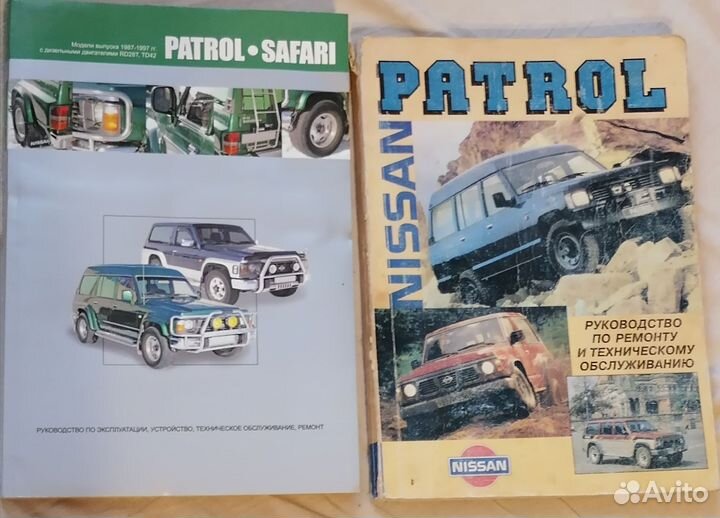 Модели выпуска 1987-1997 гг.
с дизельными двигателями RD28T, TD42
PATROL • SAFARI
NISSAN
РУКОВОДСТВО ПО ЭКСПЛУАТАЦИИ, УСТРОЙСТВО, ТЕХНИЧЕСКОЕ ОБСЛУЖИВАНИЕ, РЕМОНТ
PATROL
NISSAN
РУКОВОДСТВО
ПО РЕМОНТУ
И ТЕХНИЧЕСКОМУ
ОБСЛУЖИВАНИЮ
NISSAN
Avito